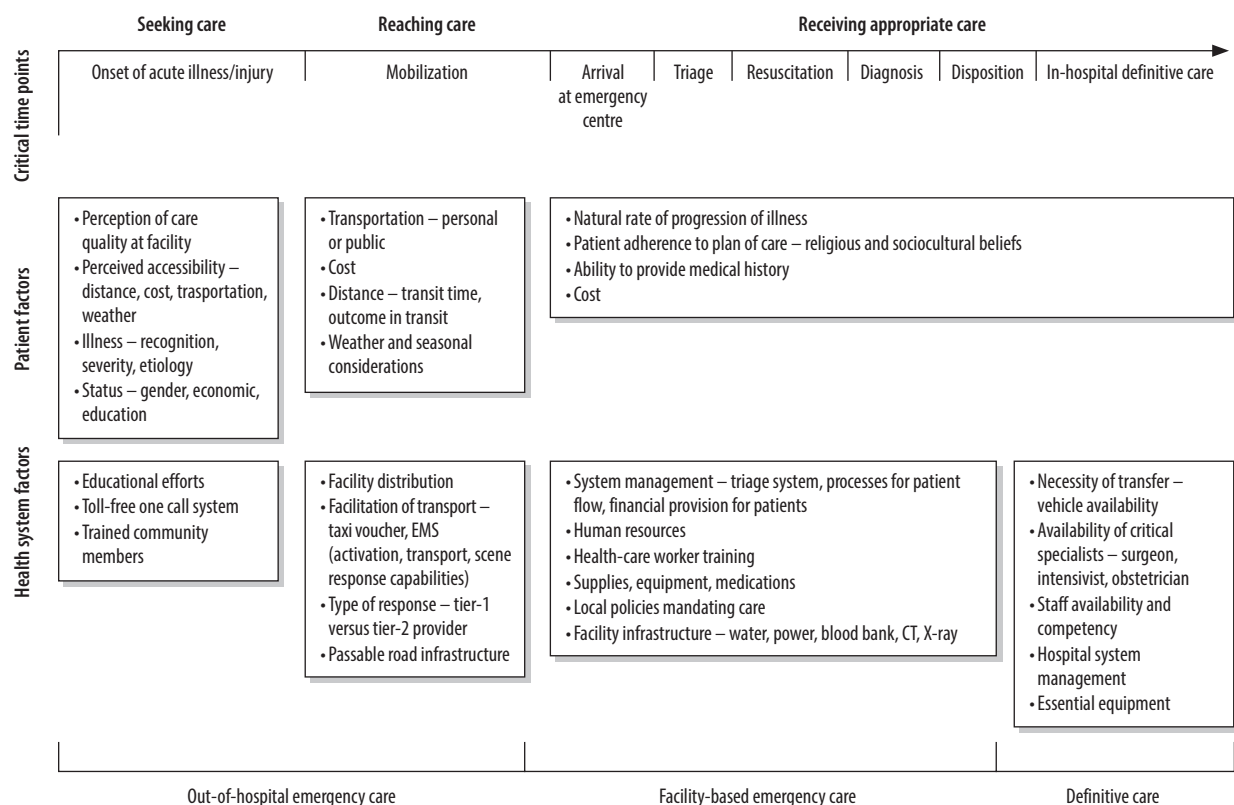 Seeking care
Reaching care
Receiving appropriate care
Critical time points
Onset of acute illness/injury
Mobilization
Arrival
at emergency
centre
Triage
Resuscitation
Diagnosis
Disposition
In-hospital definitive care
Patient factors
• Perception of care
quality at facility
• Perceived accessibility –
distance, cost, trasportation,
weather
• Illness – recognition,
severity, etiology
• Status – gender, economic,
education
• Transportation – personal
or public
• Cost
• Distance – transit time,
outcome in transit
• Weather and seasonal
considerations
• Natural rate of progression of illness
• Patient adherence to plan of care – religious and sociocultural beliefs
• Ability to provide medical history
• Cost
Health system factors
• Educational efforts
• Toll-free one call system
• Trained community
members
• Facility distribution
• Facilitation of transport –
taxi voucher, EMS
(activation, transport, scene
response capabilities)
• Type of response – tier-1
versus tier-2 provider
• Passable road infrastructure
• System management – triage system, processes for patient
flow, financial provision for patients
• Human resources
• Health-care worker training
• Supplies, equipment, medications
• Local policies mandating care
• Facility infrastructure – water, power, blood bank, CT, X-ray
• Necessity of transfer –
vehicle availability
• Availability of critical
specialists – surgeon,
intensivist, obstetrician
• Staff availability and
competency
• Hospital system
management
• Essential equipment
Out-of-hospital emergency care
Facility-based emergency care
Definitive care